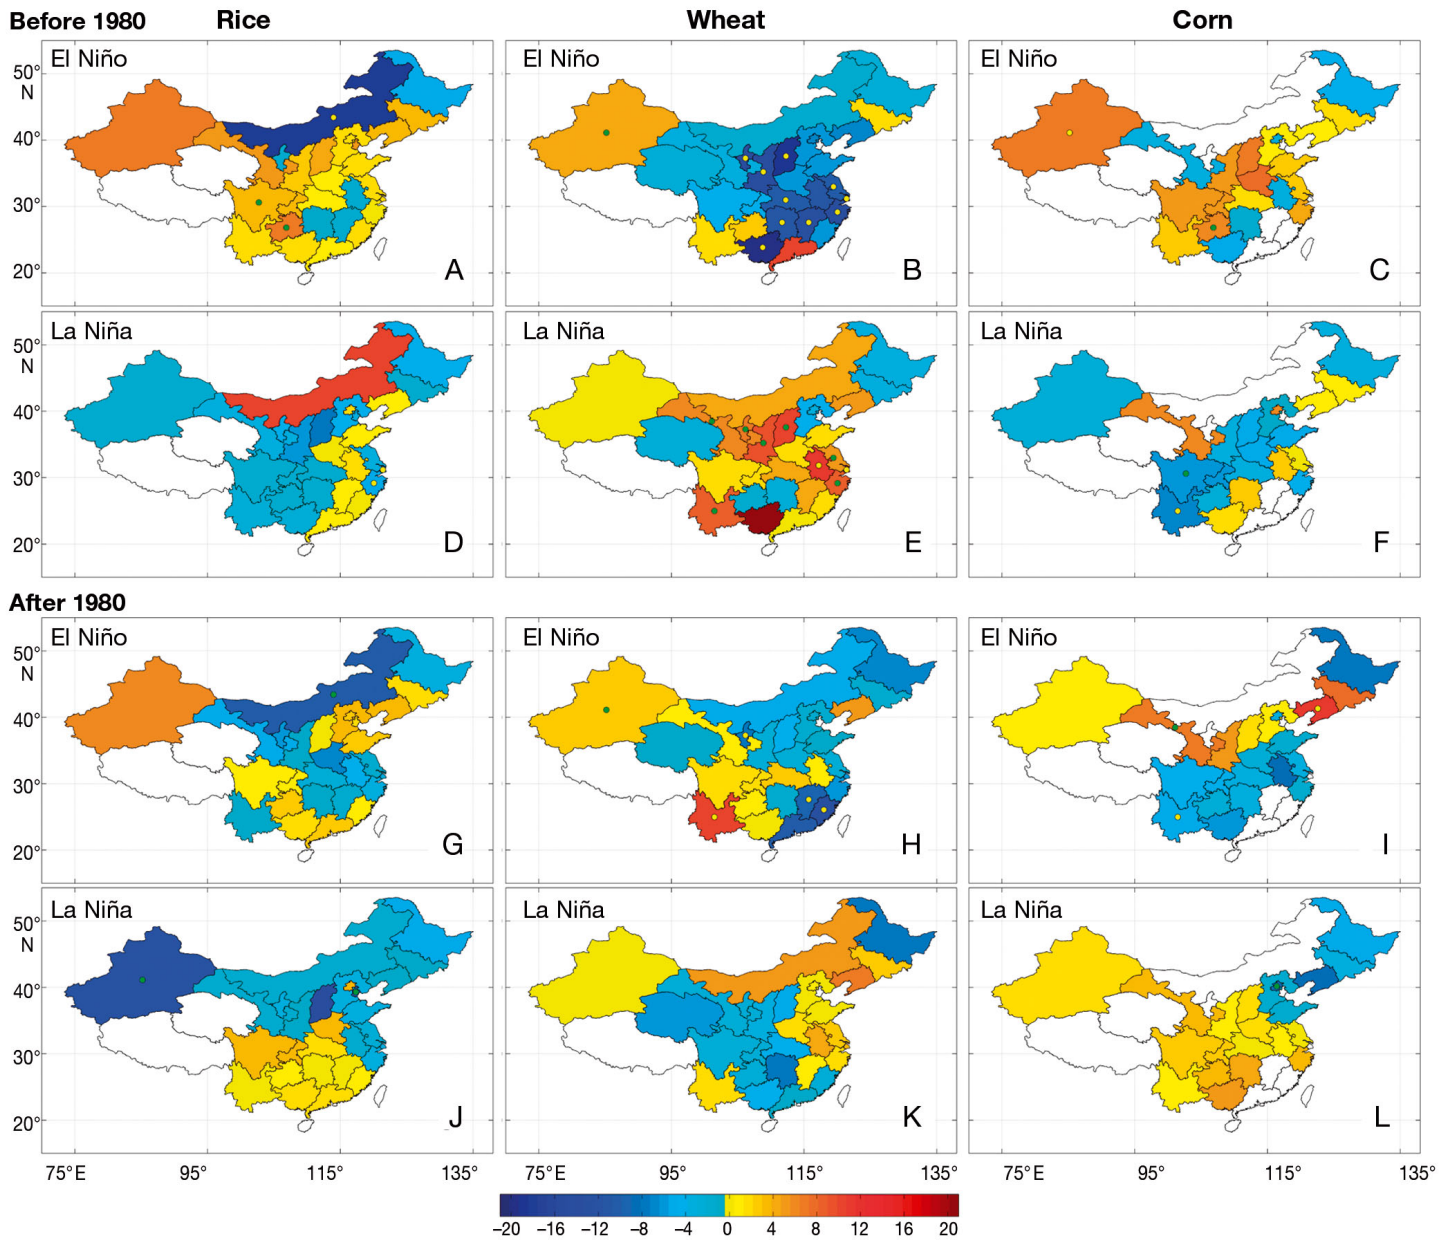 Before 1980 Rice Wheat Corn
El Niño El Niño El Niño
50°
N
40°
30°
20°
A B C
La Niña La Niña La Niña
50°
N
40°
30°
20°
D E F
After 1980
El Niño El Niño El Niño
50°
N
40°
30°
20°
G H I
La Niña La Niña La Niña
50°
N
40°
30°
20°
J K L
75°E 95° 115° 135° 75°E 95° 115° 135° 75°E 95° 115° 135°
−20 −16 −12 −8 −4 0 4 8 12 16 20